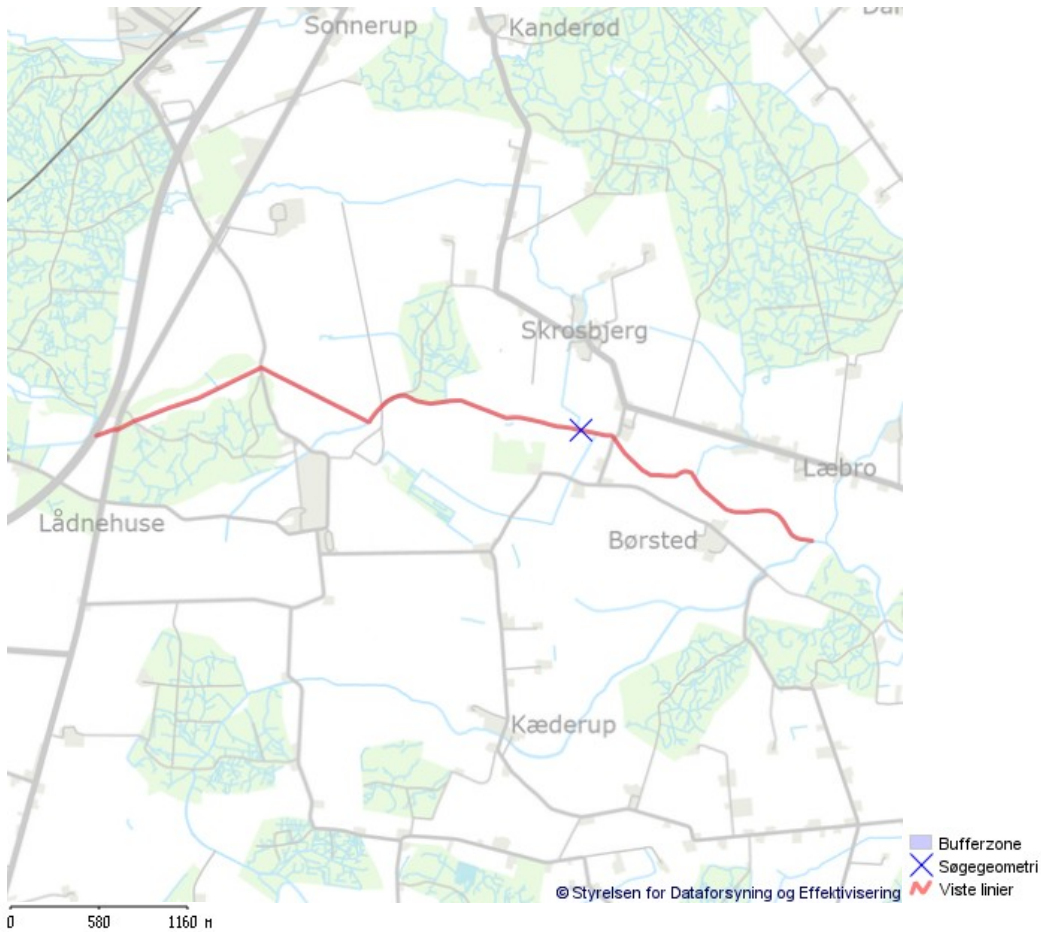 Sonnerup
Kanderød
Skrosbjerg
Læbro
Lådnehuse
Børsted
Kæderup
© Styrelsen for Dataforsyning og Effektivisering
Bufferzone
Søgegeometri
Viste linier
0 580 1160 M